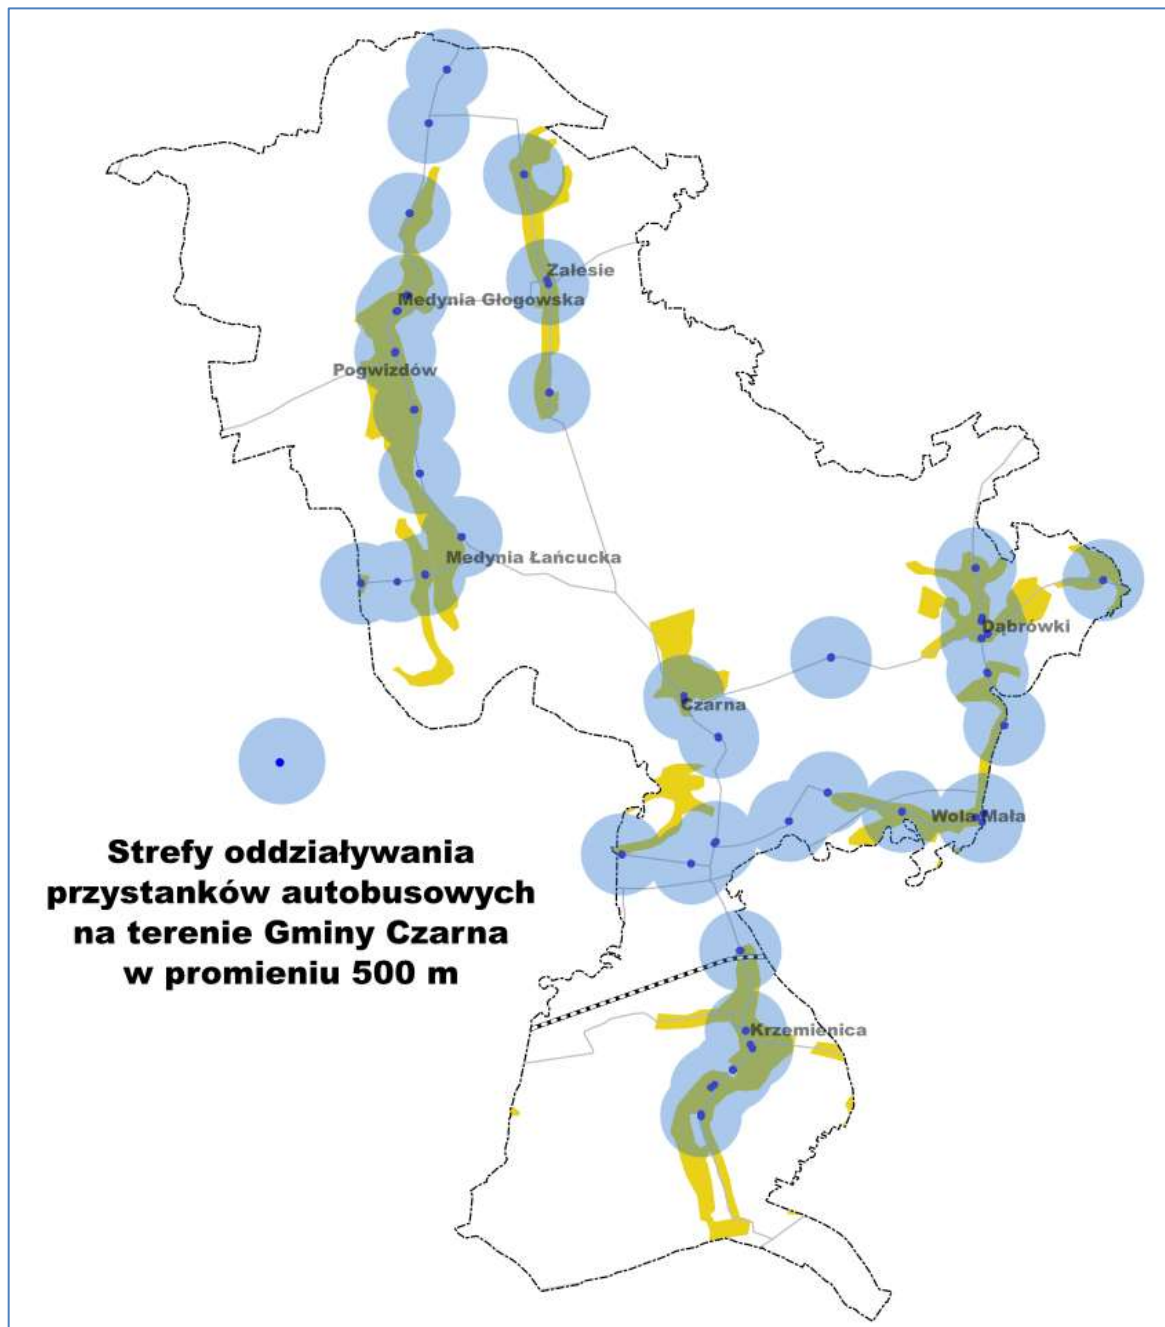 Zalesie
Medynia Głogowska
Pogwizdów
Medynia Łańcucka
Dąbrówki
Czarna
Wola Mała
Strefy oddziaływania
przystanków autobusowych
na terenie Gminy Czarna
w promieniu 500 m
Krzemienica